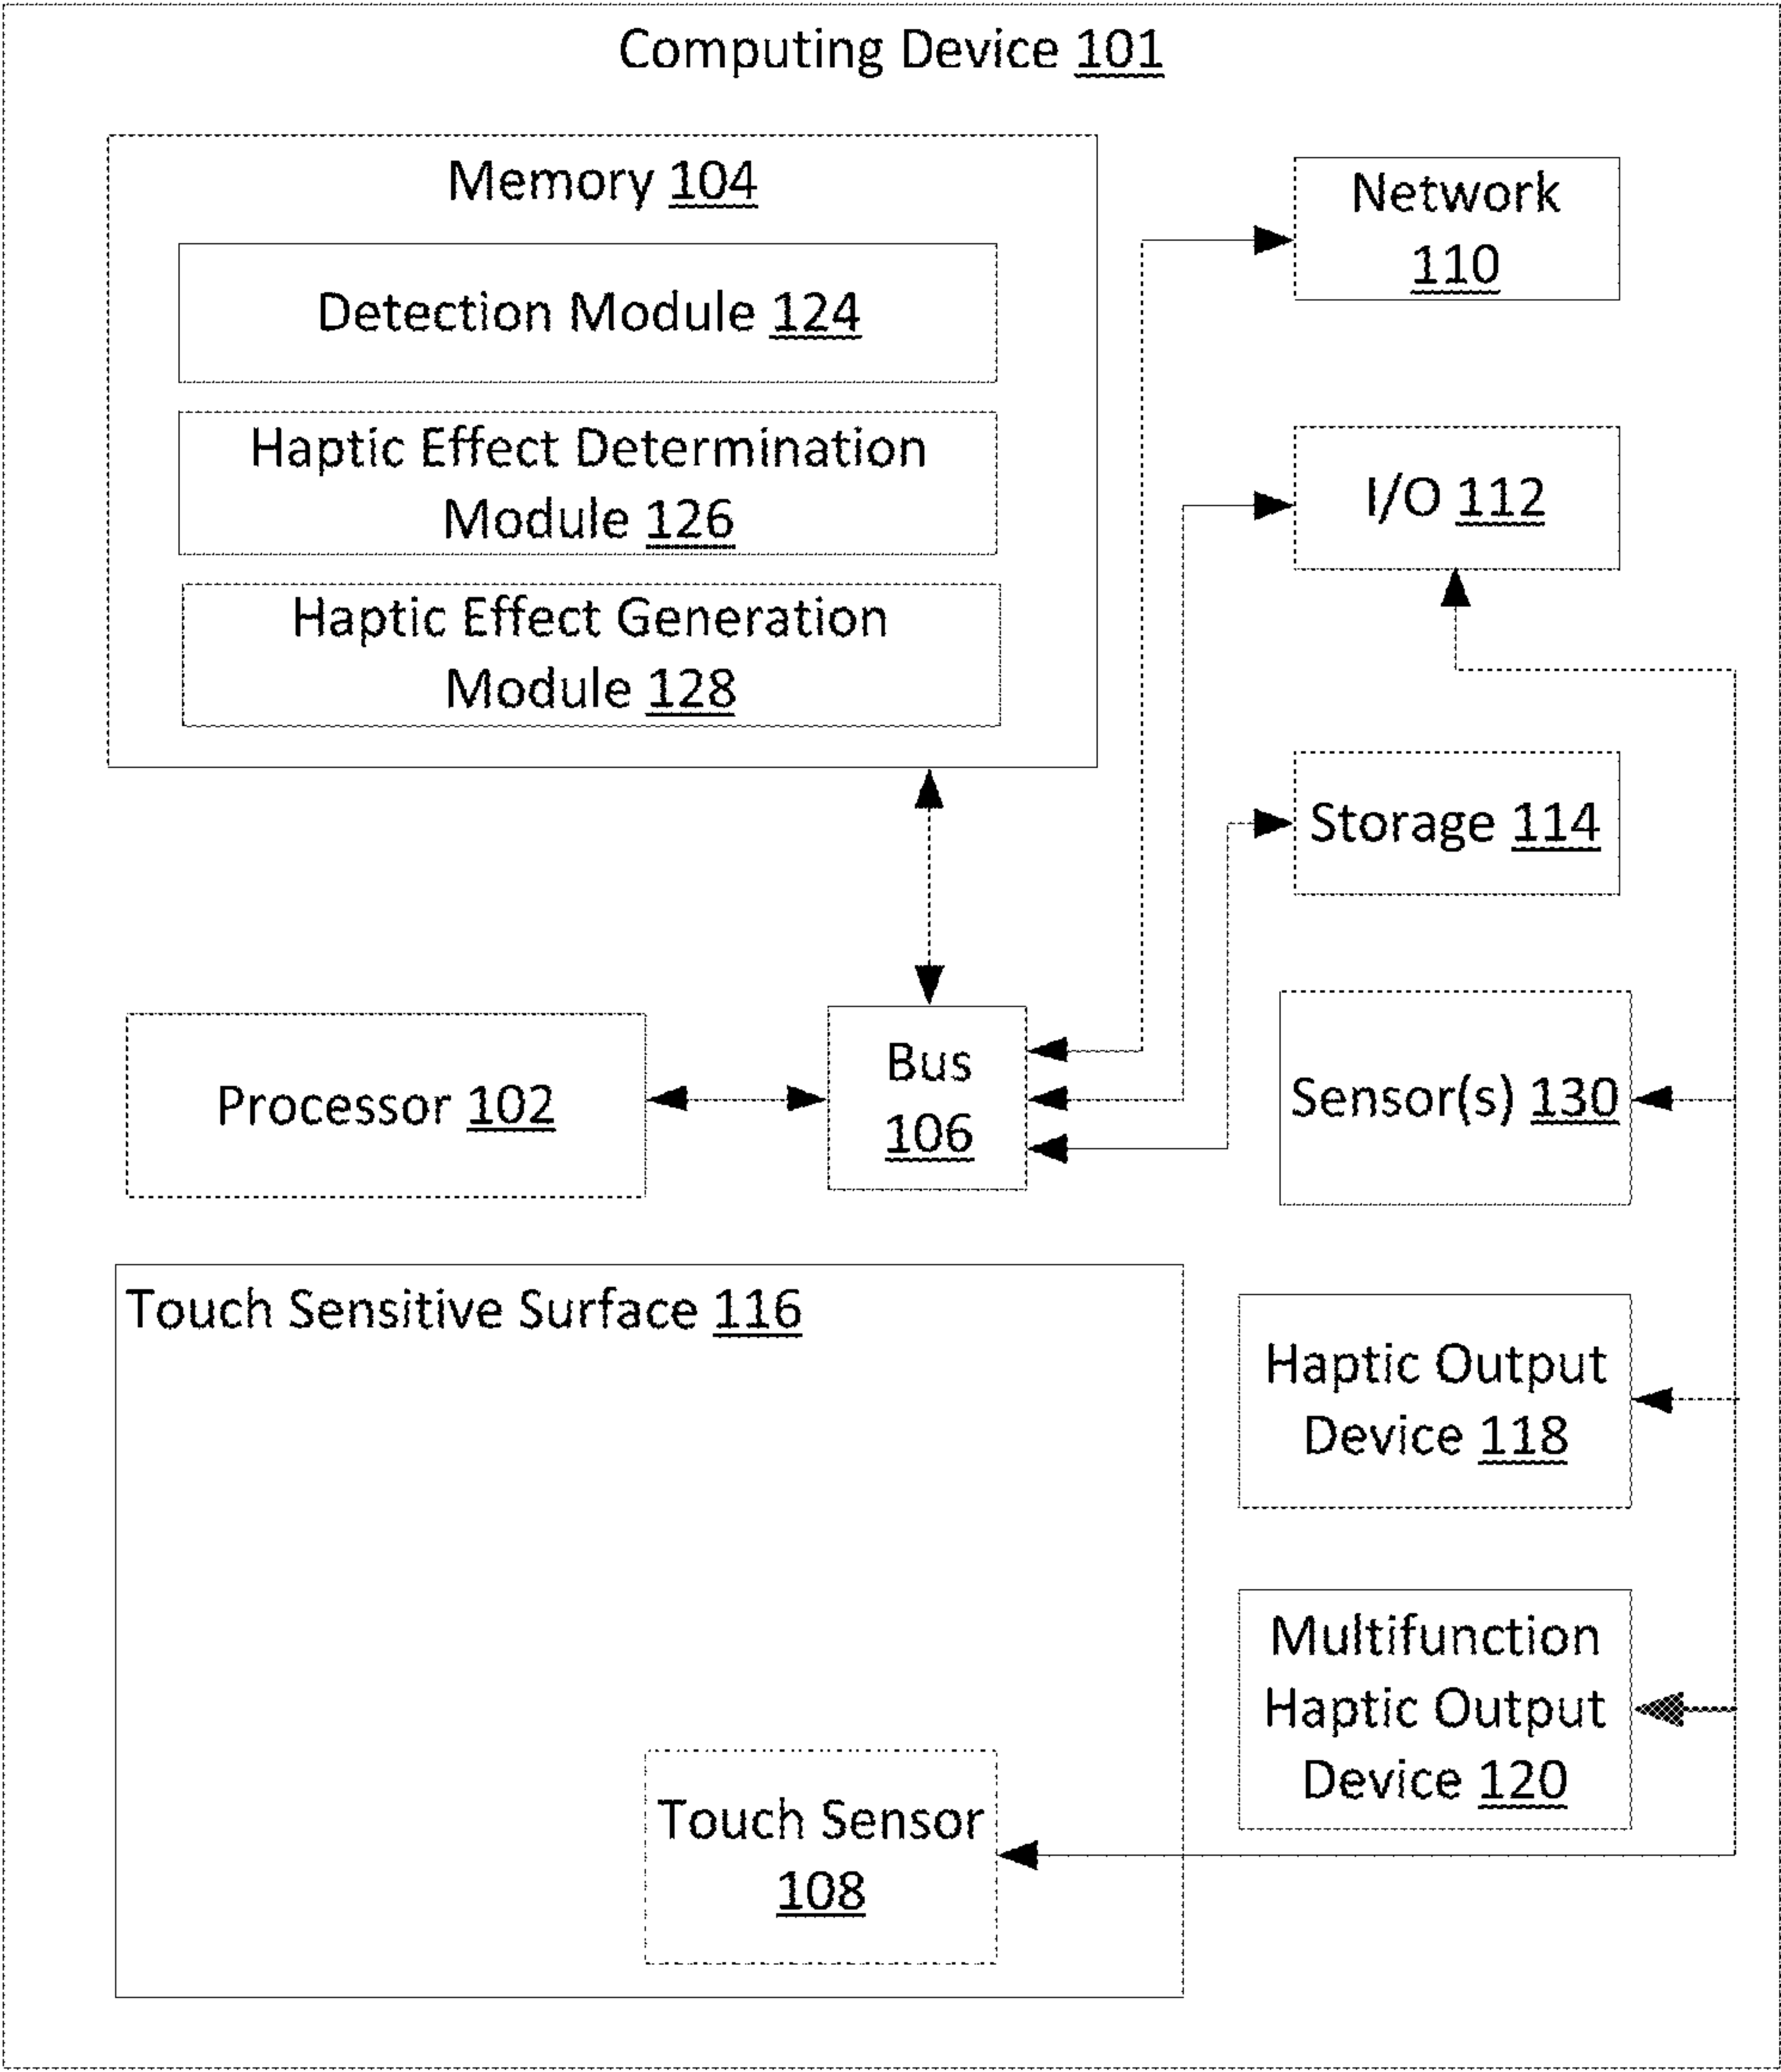 Computing Device 101
Memory 104
Detection Module 124
Haptic Effect Determination
Module 126
Haptic Effect Generation
Module 128
Network
110
I/O 112
Storage 114
Processor 102
Bus
106
Sensor(s) 130
Touch Sensitive Surface 116
Haptic Output
Device 118
Multifunction
Haptic Output
Device 120
Touch Sensor
108